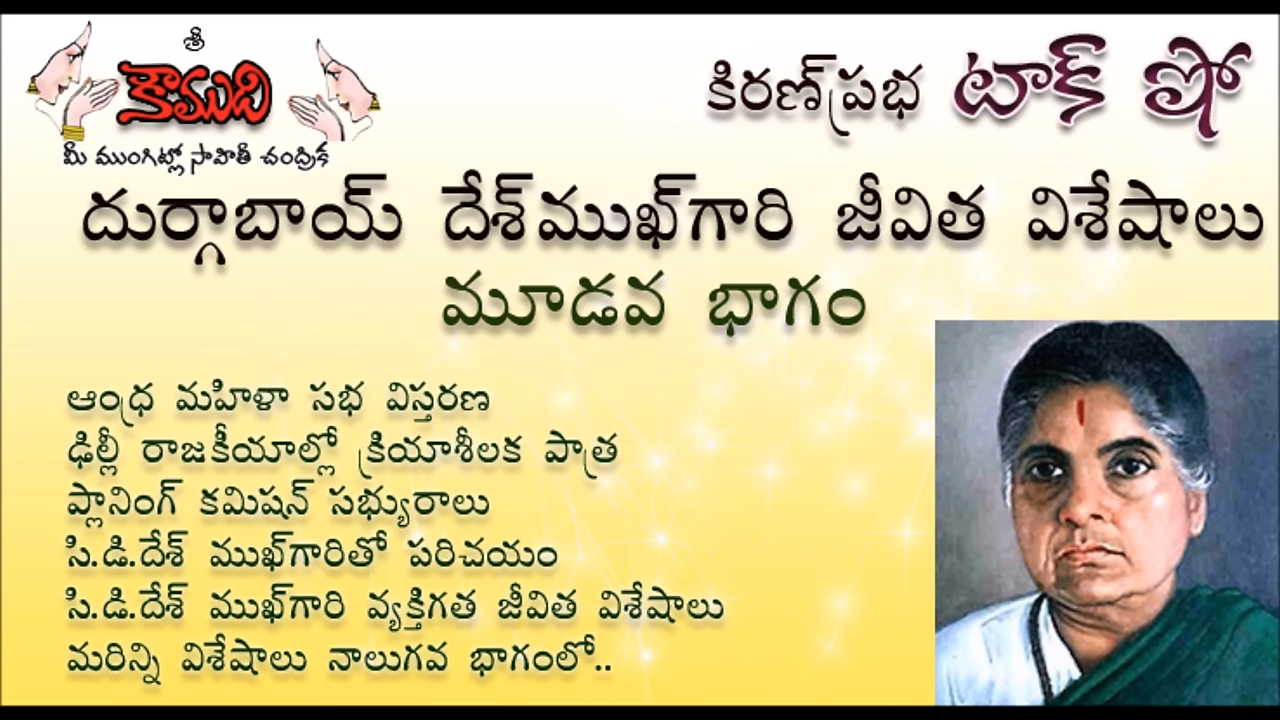 శ్రీ
కౌముది
మీ ముంగిట్లో సాహితీ చంద్రిక
కిరణ్‌ప్రభ టాక్ షో
దుర్గాబాయ్ దేశ్‌ముఖ్‌గారి జీవిత విశేషాలు
మూడవ భాగం
ఆంధ్ర మహిళా సభ విస్తరణ
ఢిల్లీ రాజకీయాల్లో క్రియాశీలక పాత్ర
ప్లానింగ్ కమిషన్ సభ్యురాలు
సి.డి.దేశ్ ముఖ్‌గారితో పరిచయం
సి.డి.దేశ్ ముఖ్‌గారి వ్యక్తిగత జీవిత విశేషాలు
మరిన్ని విశేషాలు నాలుగవ భాగంలో..